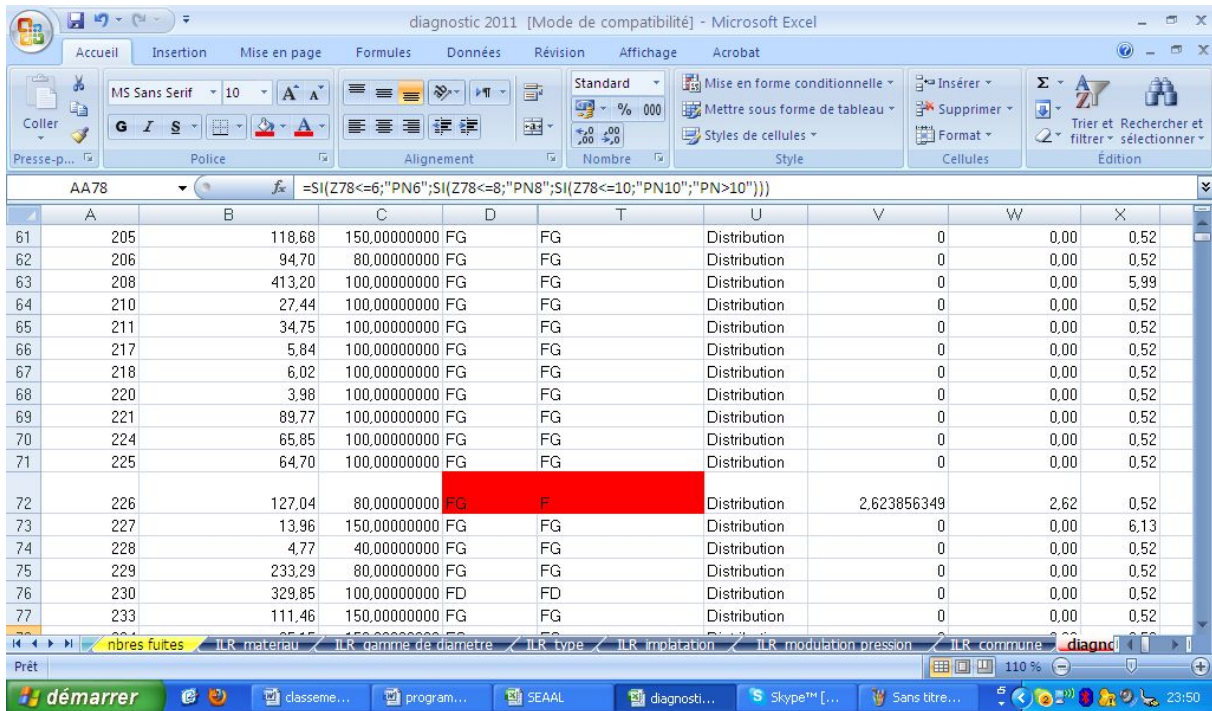 diagnostic 2011 [Mode de compatibilité] - Microsoft Excel
Accueil Insertion Mise en page Formules Données Révision Affichage Acrobat
Coller
Presse-p...
MS Sans Serif 10 A A
G I S A
Police
Alignement
Standard
% 000
Nombre
Mise en forme conditionnelle
Mettre sous forme de tableau
Styles de cellules
Style
Insérer
Supprimer
Format
Cellules
Σ
Trier et filtrer
Rechercher et sélectionner
Édition
AA78 fx =SI(Z78<=6;"PN6";SI(Z78<=8;"PN8";SI(Z78<=10;"PN10";"PN>10")))
A B C D T U V W X
61 205 118,68 150,00000000 FG FG Distribution 0 0,00 0,52
62 206 94,70 80,00000000 FG FG Distribution 0 0,00 0,52
63 208 413,20 100,00000000 FG FG Distribution 0 0,00 5,99
64 210 27,44 100,00000000 FG FG Distribution 0 0,00 0,52
65 211 34,75 100,00000000 FG FG Distribution 0 0,00 0,52
66 217 5,84 100,00000000 FG FG Distribution 0 0,00 0,52
67 218 6,02 100,00000000 FG FG Distribution 0 0,00 0,52
68 220 3,98 100,00000000 FG FG Distribution 0 0,00 0,52
69 221 89,77 100,00000000 FG FG Distribution 0 0,00 0,52
70 224 65,85 100,00000000 FG FG Distribution 0 0,00 0,52
71 225 64,70 100,00000000 FG FG Distribution 0 0,00 0,52
72 226 127,04 80,00000000 FG F Distribution 2,623856349 2,62 0,52
73 227 13,96 150,00000000 FG FG Distribution 0 0,00 6,13
74 228 4,77 40,00000000 FG FG Distribution 0 0,00 0,52
75 229 233,29 80,00000000 FG FG Distribution 0 0,00 0,52
76 230 329,85 100,00000000 FD FD Distribution 0 0,00 0,52
77 233 111,46 150,00000000 FG FG Distribution 0 0,00 0,52
nbres fuites ILR_materiau ILR_gamme de diametre ILR_type ILR_implatation ILR_modulation pression ILR_commune diagnc
Prêt 110 %
démarrer classeme... program... SEAAL diagnosti... Skype™ [... Sans titre... 23:50